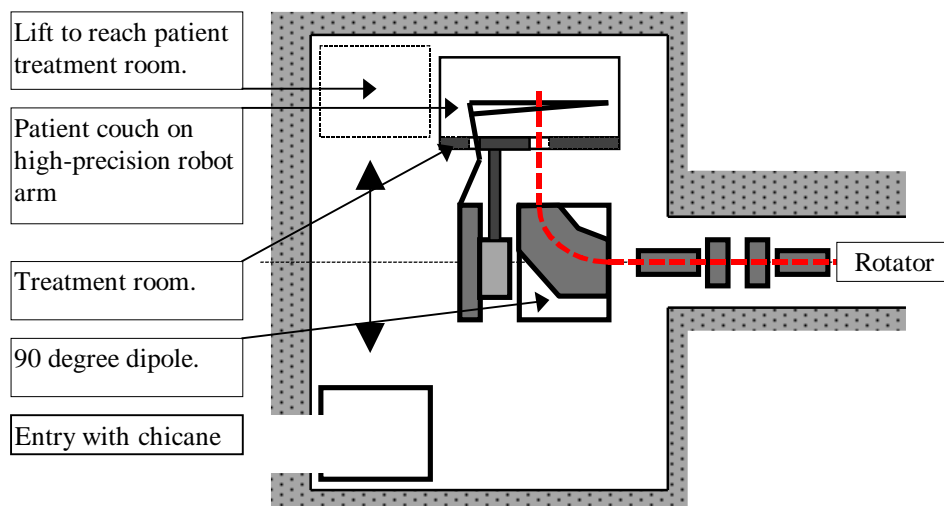 Lift to reach patient
treatment room.
Patient couch on
high-precision robot
arm
Treatment room.
90 degree dipole.
Entry with chicane
Rotator